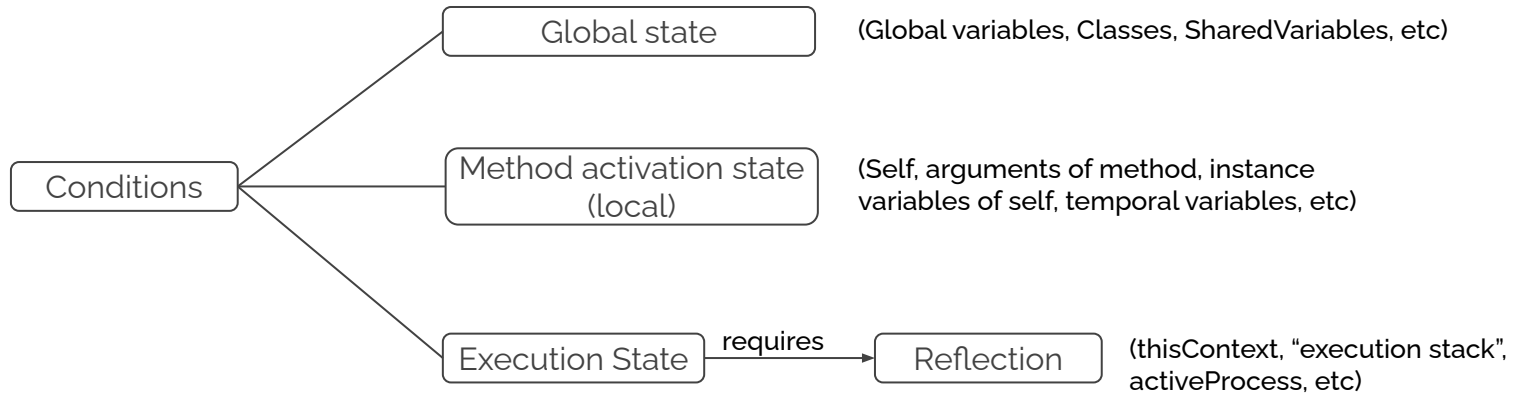 Global state
(Global variables, Classes, SharedVariables, etc)
Conditions
Method activation state
(local)
(Self, arguments of method, instance
variables of self, temporal variables, etc)
Execution State
requires
Reflection
(thisContext, “execution stack”,
activeProcess, etc)